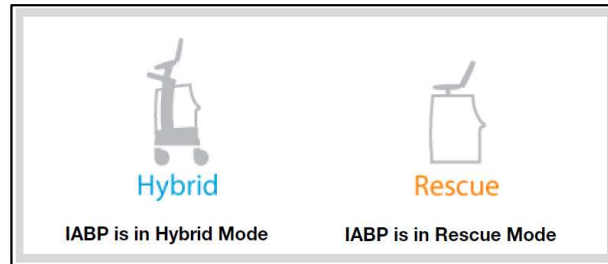 Hybrid
Rescue
IABP is in Hybrid Mode
IABP is in Rescue Mode